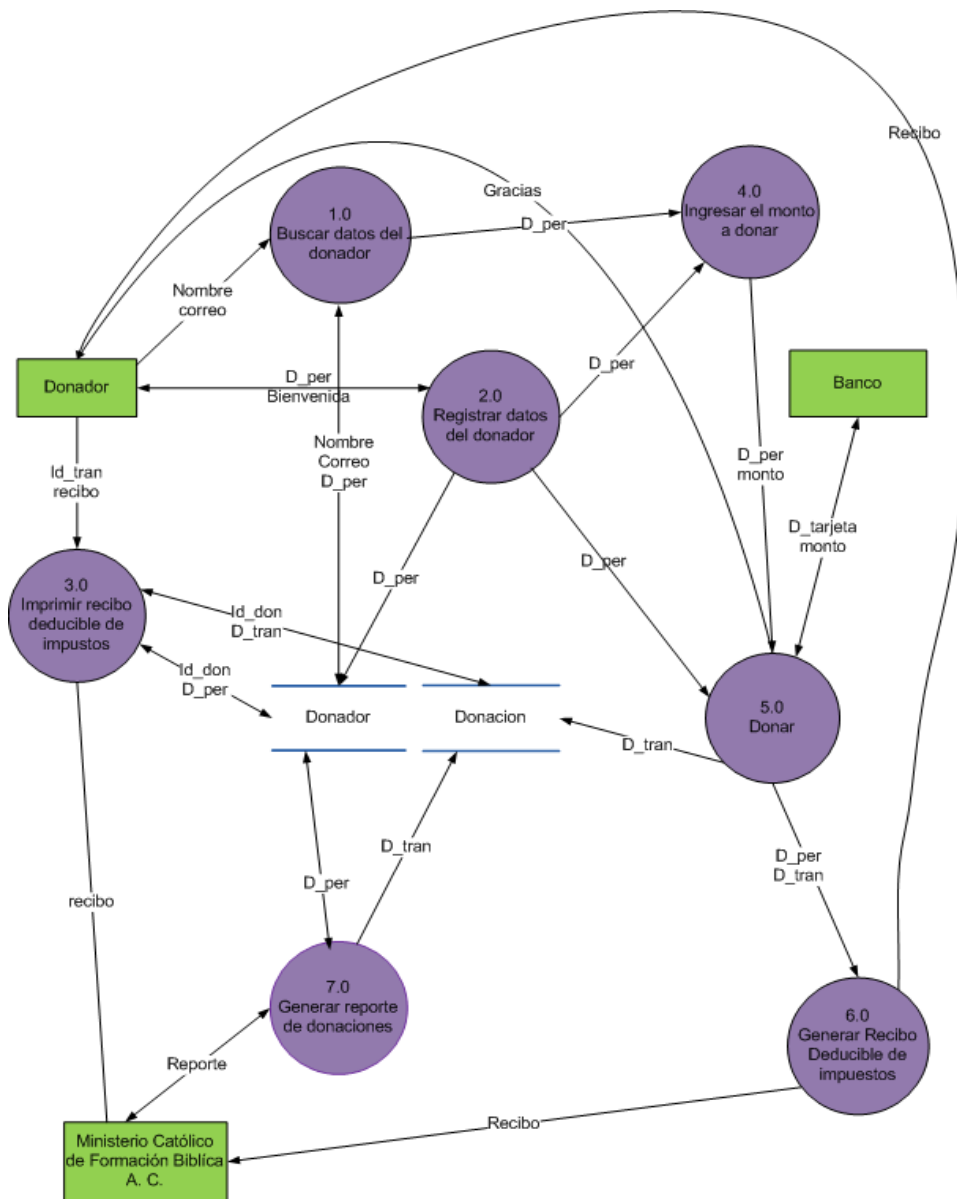 Recibo
Gracias
1.0
Buscar datos del
donador
4.0
Ingresar el monto
a donar
D_per
Nombre
correo
Donador
D_per
Bienvenida
2.0
Registrar datos
del donador
D_per
Banco
Nombre
Correo
D_per
Id_tran
recibo
D_per
monto
D_tarjeta
monto
D_per
D_per
3.0
Imprimir recibo
deducible de
impustos
Id_don
D_tran
Id_don
D_per
Donador
Donacion
5.0
Donar
D_tran
D_per
D_tran
D_per
D_tran
recibo
7.0
Generar reporte
de donaciones
6.0
Generar Recibo
Deducible de
impuestos
Reporte
Recibo
Ministerio Católico
de Formación Biblíca
A. C.